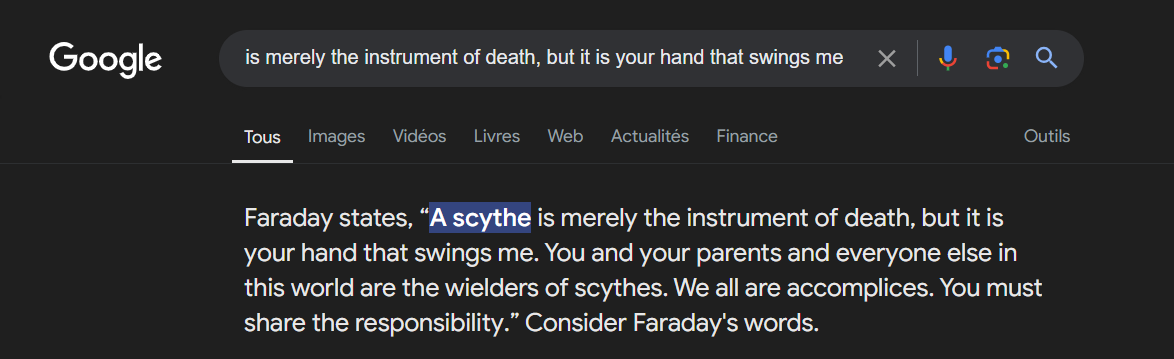 Google
is merely the instrument of death, but it is your hand that swings me
Tous Images Vidéos Livres Web Actualités Finance Outils
Faraday states, “A scythe is merely the instrument of death, but it is
your hand that swings me. You and your parents and everyone else in
this world are the wielders of scythes. We all are accomplices. You must
share the responsibility.” Consider Faraday's words.